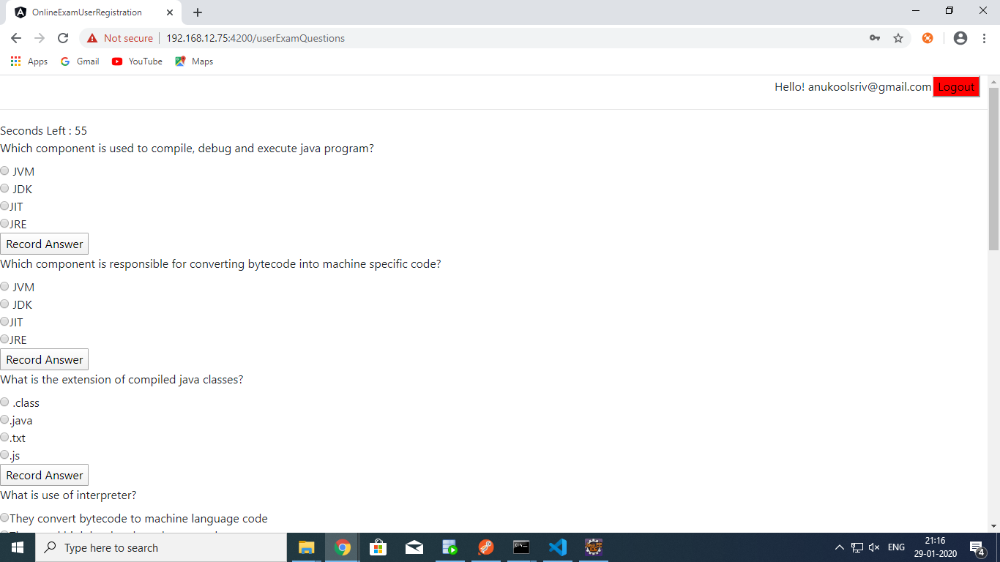 OnlineExamUserRegistration
Not secure 192.168.12.75:4200/userExamQuestions
Apps Gmail YouTube Maps
Hello! anukoolsriv@gmail.com Logout
Seconds Left : 55
Which component is used to compile, debug and execute java program?
JVM
JDK
JIT
JRE
Record Answer
Which component is responsible for converting bytecode into machine specific code?
JVM
JDK
JIT
JRE
Record Answer
What is the extension of compiled java classes?
.class
.java
.txt
.js
Record Answer
What is use of interpreter?
They convert bytecode to machine language code
Type here to search
ENG
21:16
29-01-2020
4